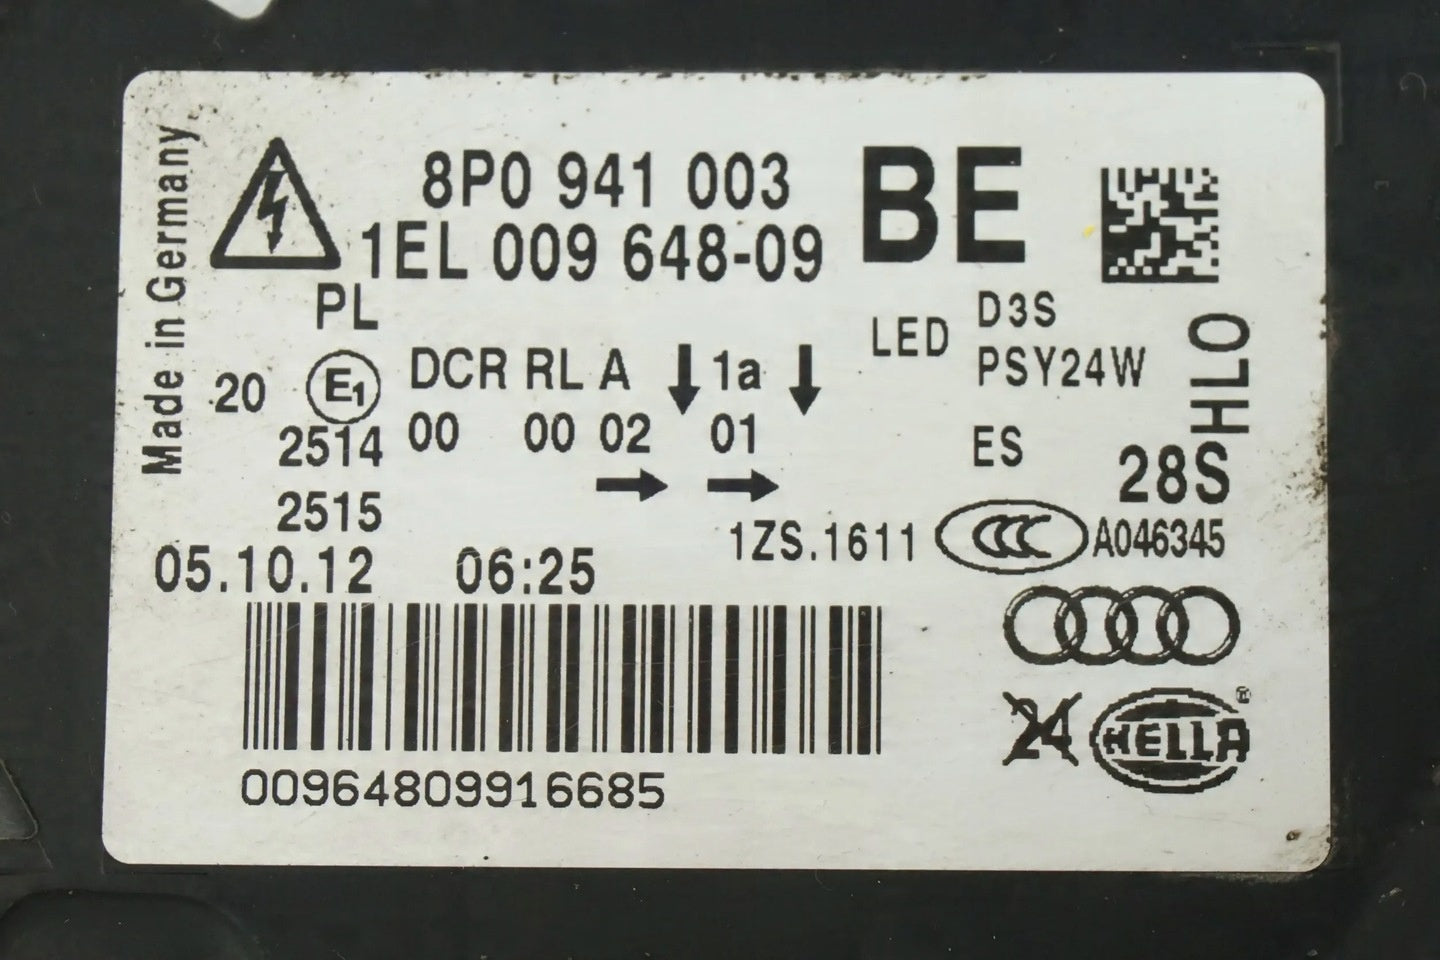 Made in Germany
8P0 941 003 BE
1EL 009 648-09
PL
LED D3S
PSY24W
HLO
20 E1 DCR RL A 1a
00 00 02 01
2514
ES
28S
2515
1ZS.1611 CCC A046345
05.10.12 06:25
24 HELLA ®
00964809916685